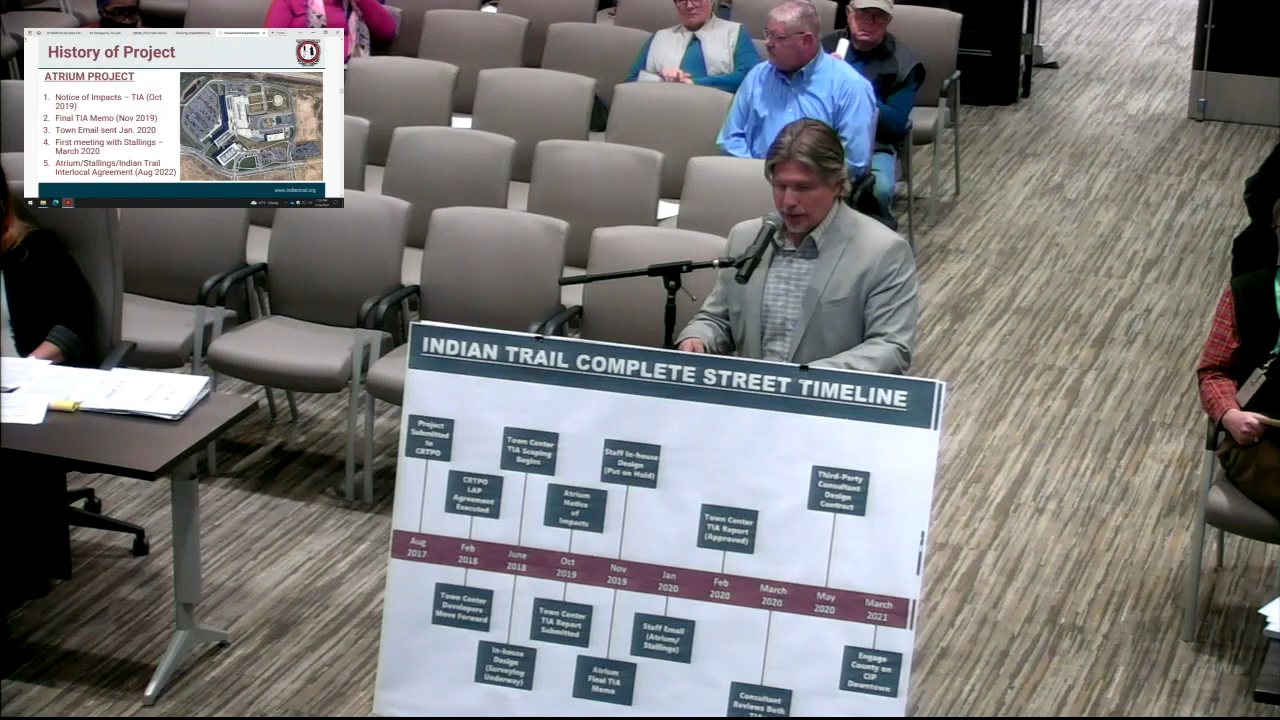 History of Project
ATRIUM PROJECT
1. Notice of Impacts – TIA (Oct
2019)
2. Final TIA Memo (Nov 2019)
3. Town Email sent Jan. 2020
4. First meeting with Stallings –
March 2020
5. Atrium/Stallings/Indian Trail
Interlocal Agreement (Aug 2022)
www.indiantrail.org
INDIAN TRAIL COMPLETE STREET TIMELINE
Project
Submitted
to
CRTPO
CRTPO
LAP
Agreement
Executed
Town Center
TIA Scoping
Begins
Atrium
Notice
of
Impacts
Staff In-house
Design
(Put on Hold)
Town Center
TIA Report
(Approved)
Third-Party
Consultant
Design
Contract
Aug
2017
Feb
2018
June
2018
Oct
2019
Nov
2019
Jan
2020
Feb
2020
March
2020
May
2020
March
2021
Town Center
Developers
Move Forward
In-house
Design
(Surveying
Underway)
Town Center
TIA Report
Submitted
Atrium
Final TIA
Memo
Staff Email
(Atrium/
Stallings)
Consultant
Reviews Both
Engage
County on
CIP
Downtown